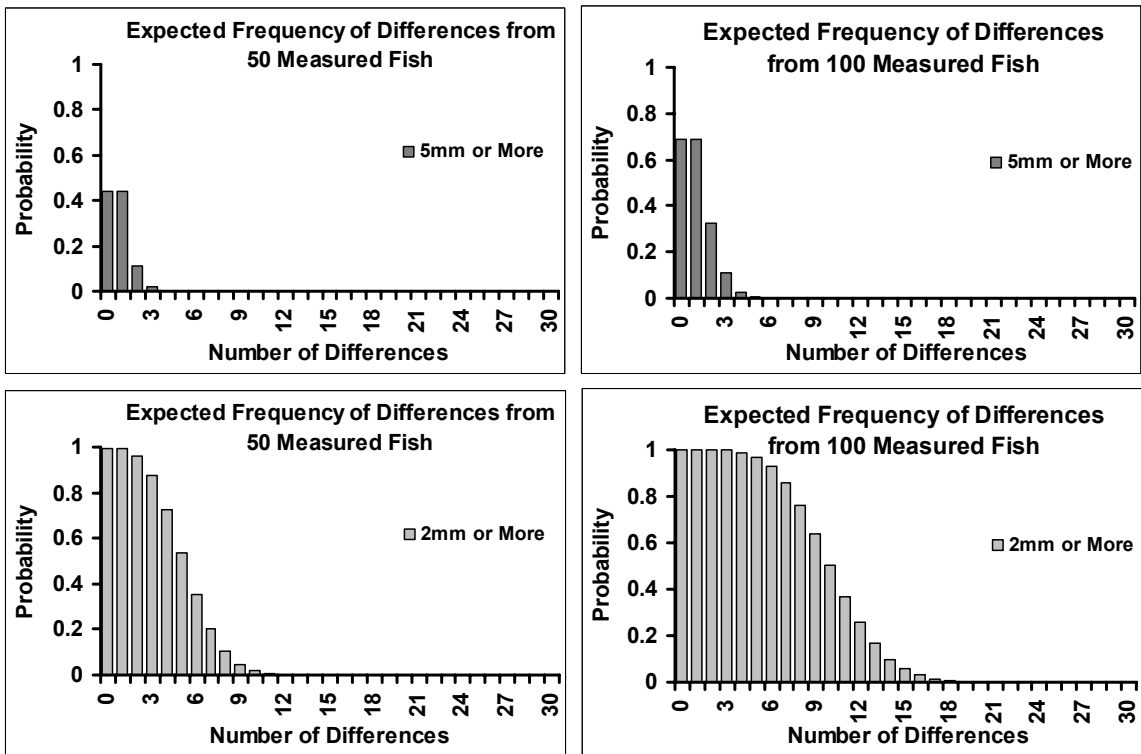 Expected Frequency of Differences from
50 Measured Fish
1
0.8
0.6
0.4
0.2
0
Probability
5mm or More
0 3 6 9 12 15 18 21 24 27 30
Number of Differences
Expected Frequency of Differences
from 100 Measured Fish
1
0.8
0.6
0.4
0.2
0
Probability
5mm or More
0 3 6 9 12 15 18 21 24 27 30
Number of Differences
Expected Frequency of Differences from
50 Measured Fish
1
0.8
0.6
0.4
0.2
0
Probability
2mm or More
0 3 6 9 12 15 18 21 24 27 30
Number of Differences
Expected Frequency of Differences
from 100 Measured Fish
1
0.8
0.6
0.4
0.2
0
Probability
2mm or More
0 3 6 9 12 15 18 21 24 27 30
Number of Differences